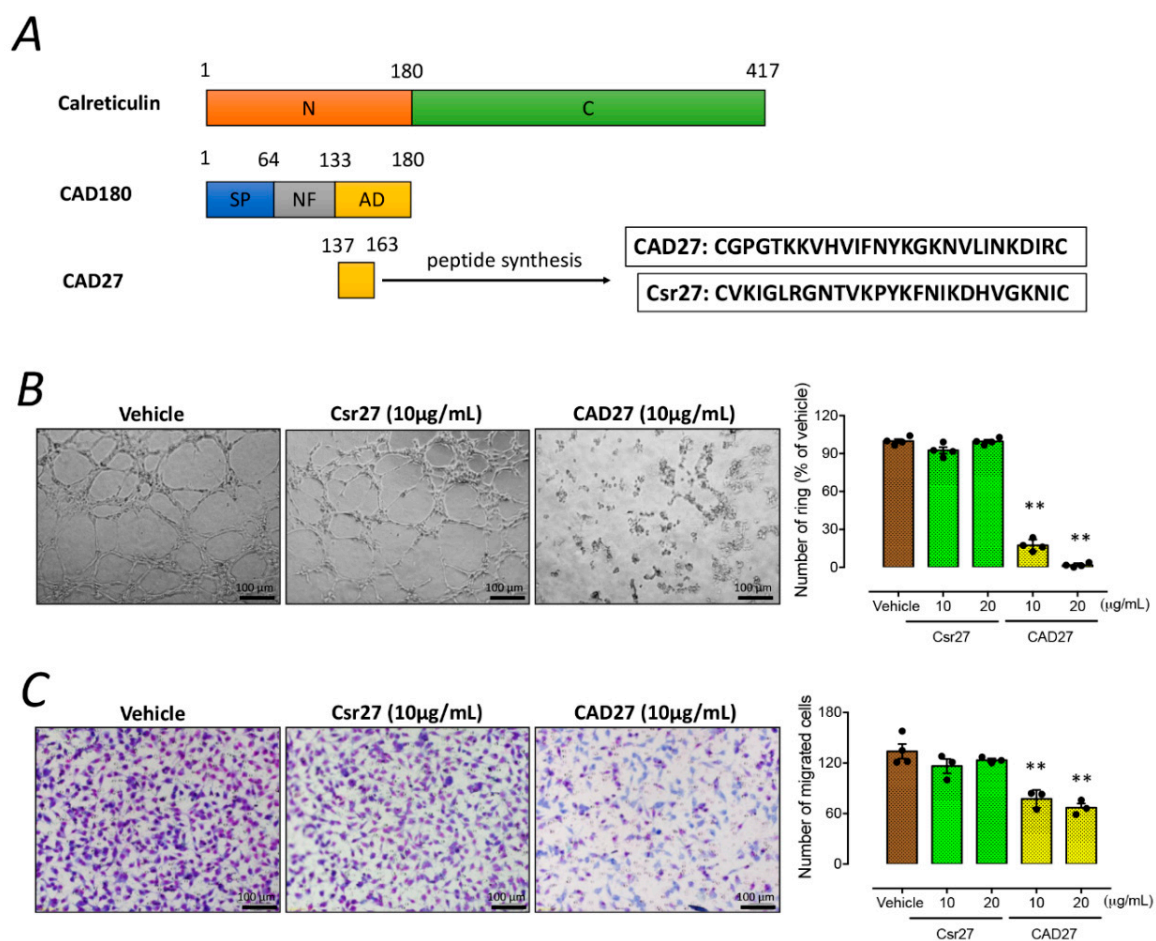 A
1 180 417
Calreticulin N C
1 64 133 180
CAD180 SP NF AD
137 163
CAD27 peptide synthesis
CAD27: CGPGTKKVHVIFNYKGKNVLINKDIRC
Csr27: CVKIGLRGNTVKPYKFNIKDHVGKNIC
B
Vehicle Csr27 (10µg/mL) CAD27 (10µg/mL)
100 µm 100 µm 100 µm
Number of ring (% of vehicle)
120
90
60
30
0
** **
Vehicle 10 20 10 20 (µg/mL)
Csr27 CAD27
C
Vehicle Csr27 (10µg/mL) CAD27 (10µg/mL)
100 µm 100 µm 100 µm
Number of migrated cells
180
120
60
0
** **
Vehicle 10 20 10 20 (µg/mL)
Csr27 CAD27